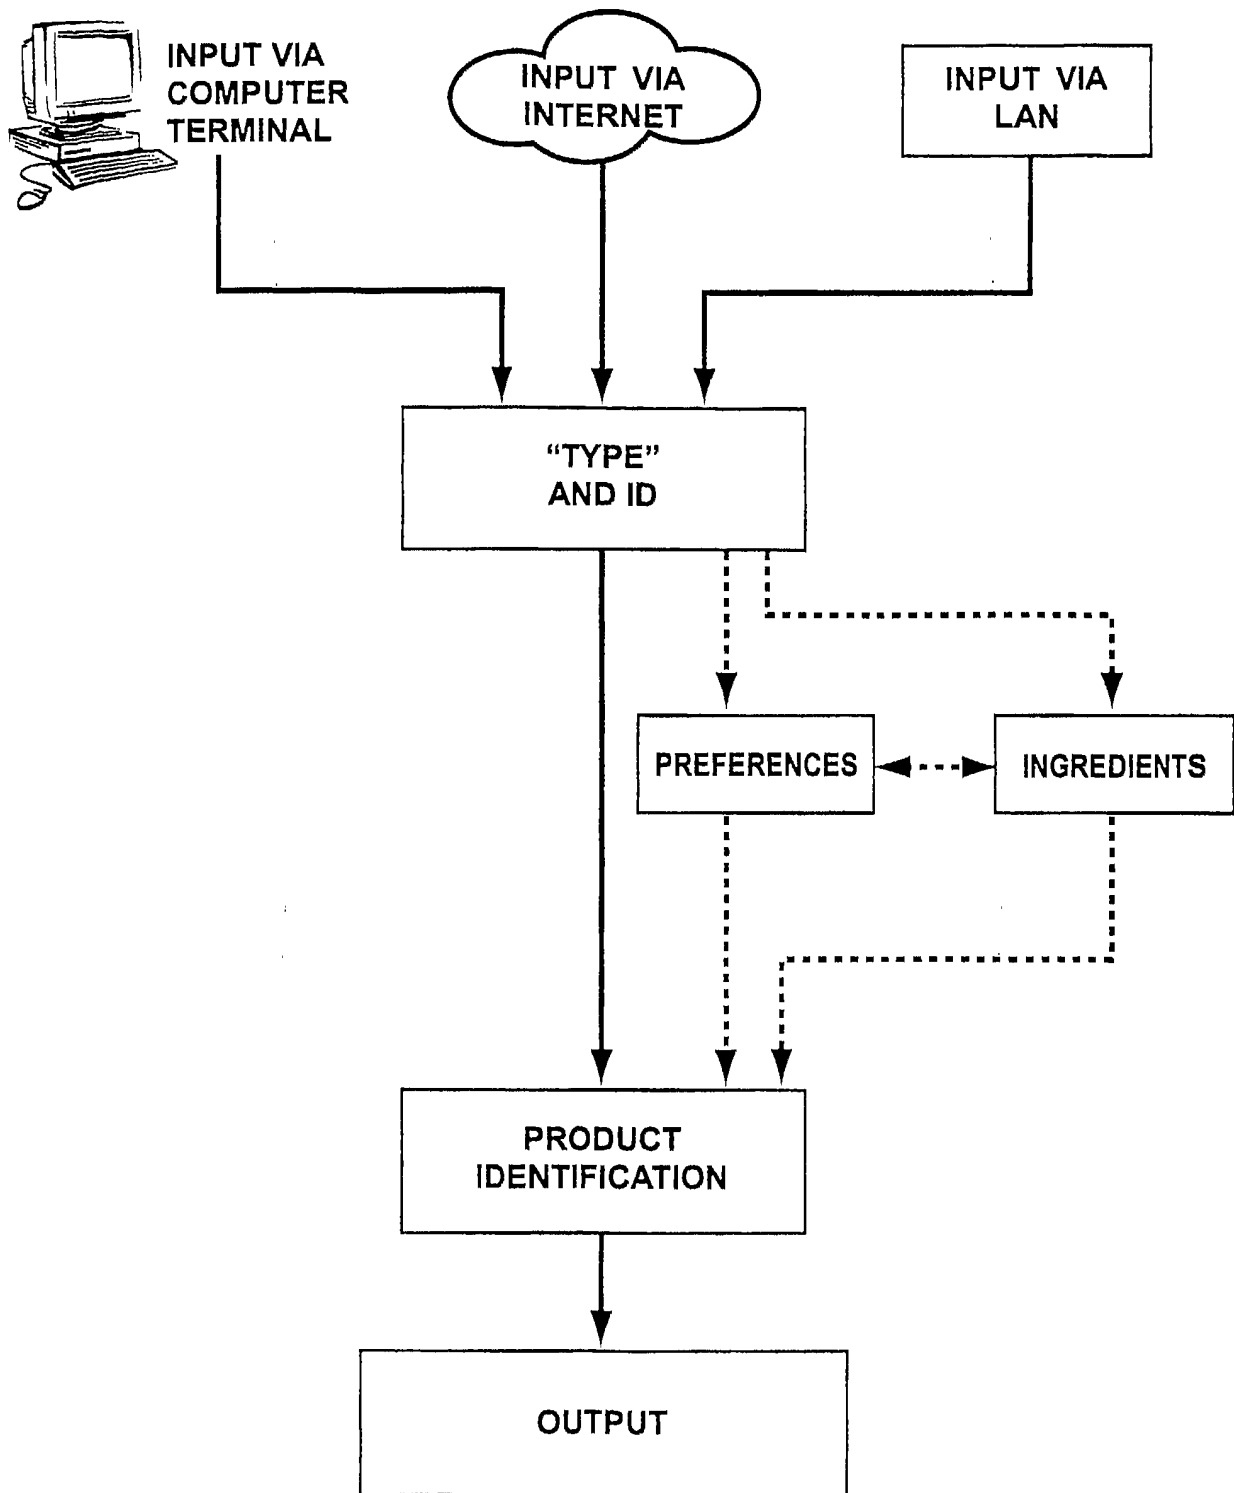 INPUT VIA
COMPUTER
TERMINAL
INPUT VIA
INTERNET
INPUT VIA
LAN
“TYPE”
AND ID
PREFERENCES
INGREDIENTS
PRODUCT
IDENTIFICATION
OUTPUT